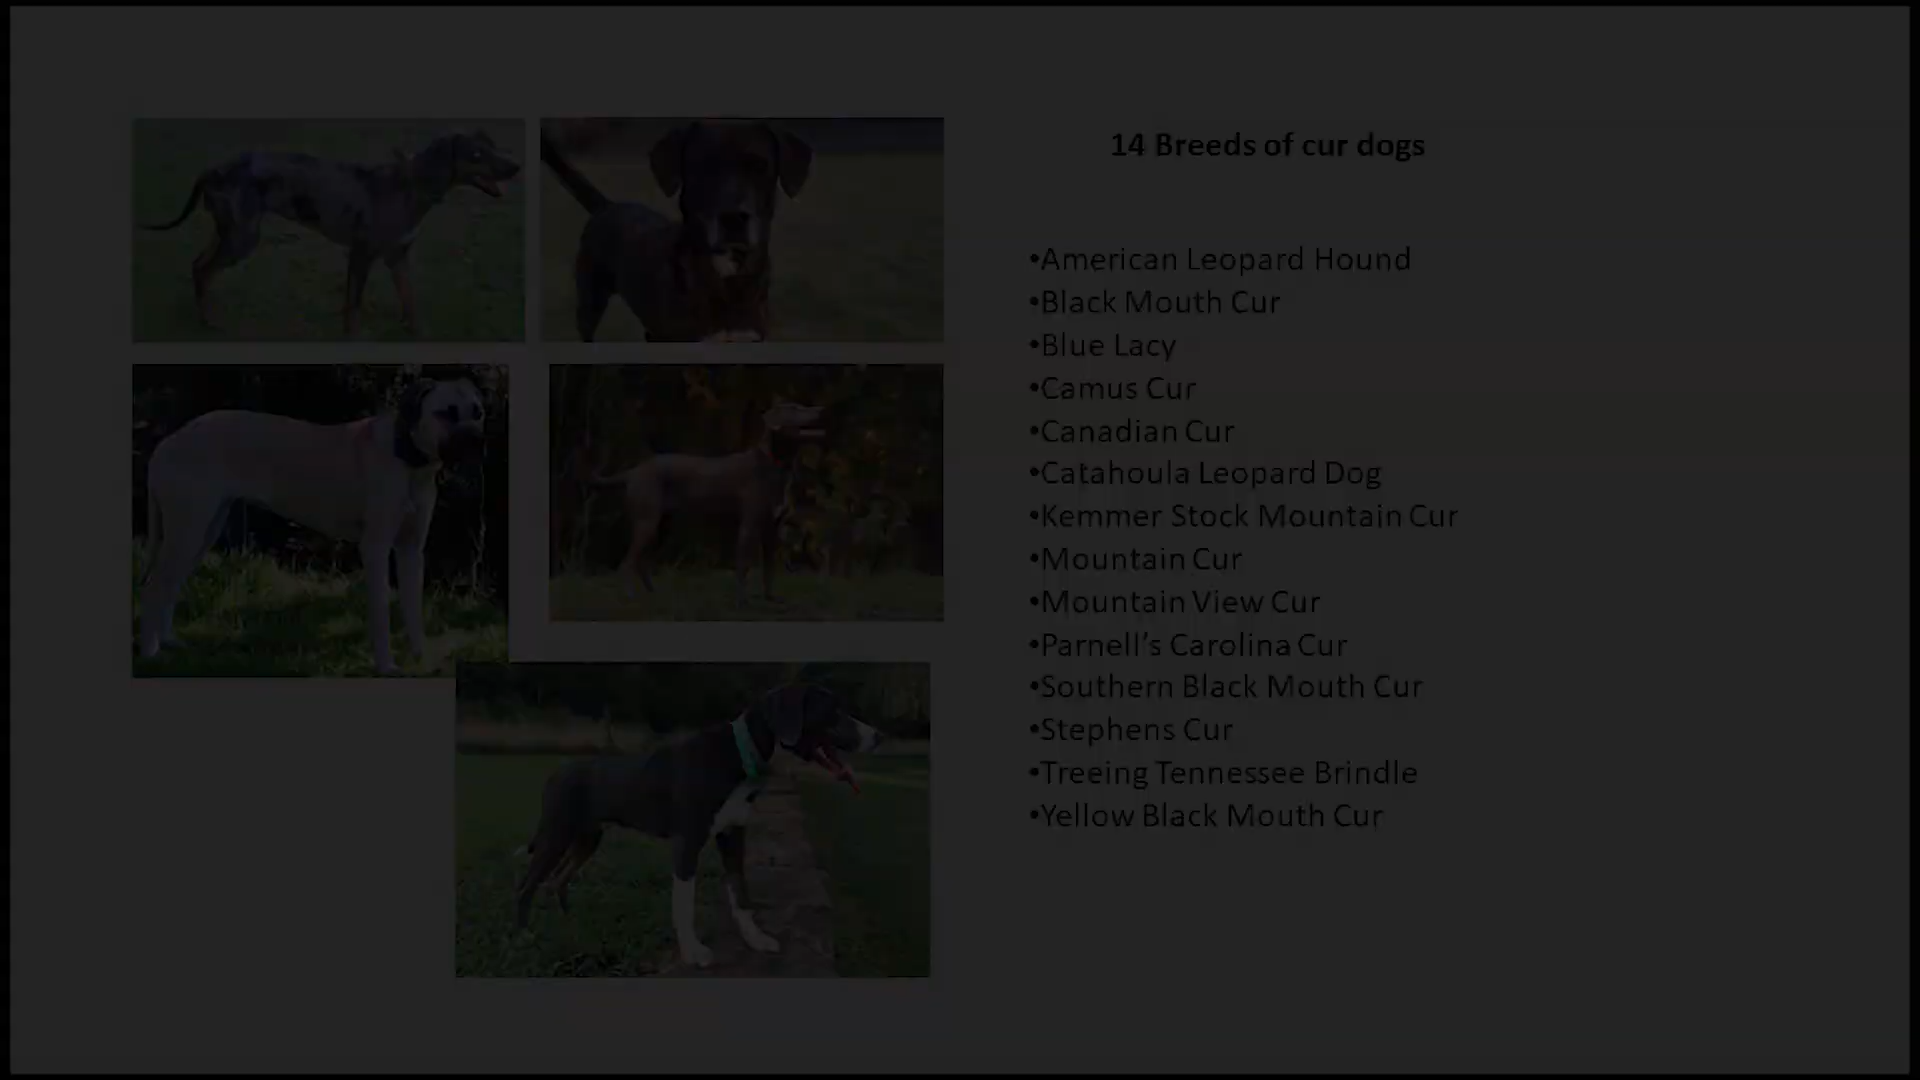 14 Breeds of cur dogs
•American Leopard Hound
•Black Mouth Cur
•Blue Lacy
•Camus Cur
•Canadian Cur
•Catahoula Leopard Dog
•Kemmer Stock Mountain Cur
•Mountain Cur
•Mountain View Cur
•Parnell’s Carolina Cur
•Southern Black Mouth Cur
•Stephens Cur
•Treeing Tennessee Brindle
•Yellow Black Mouth Cur